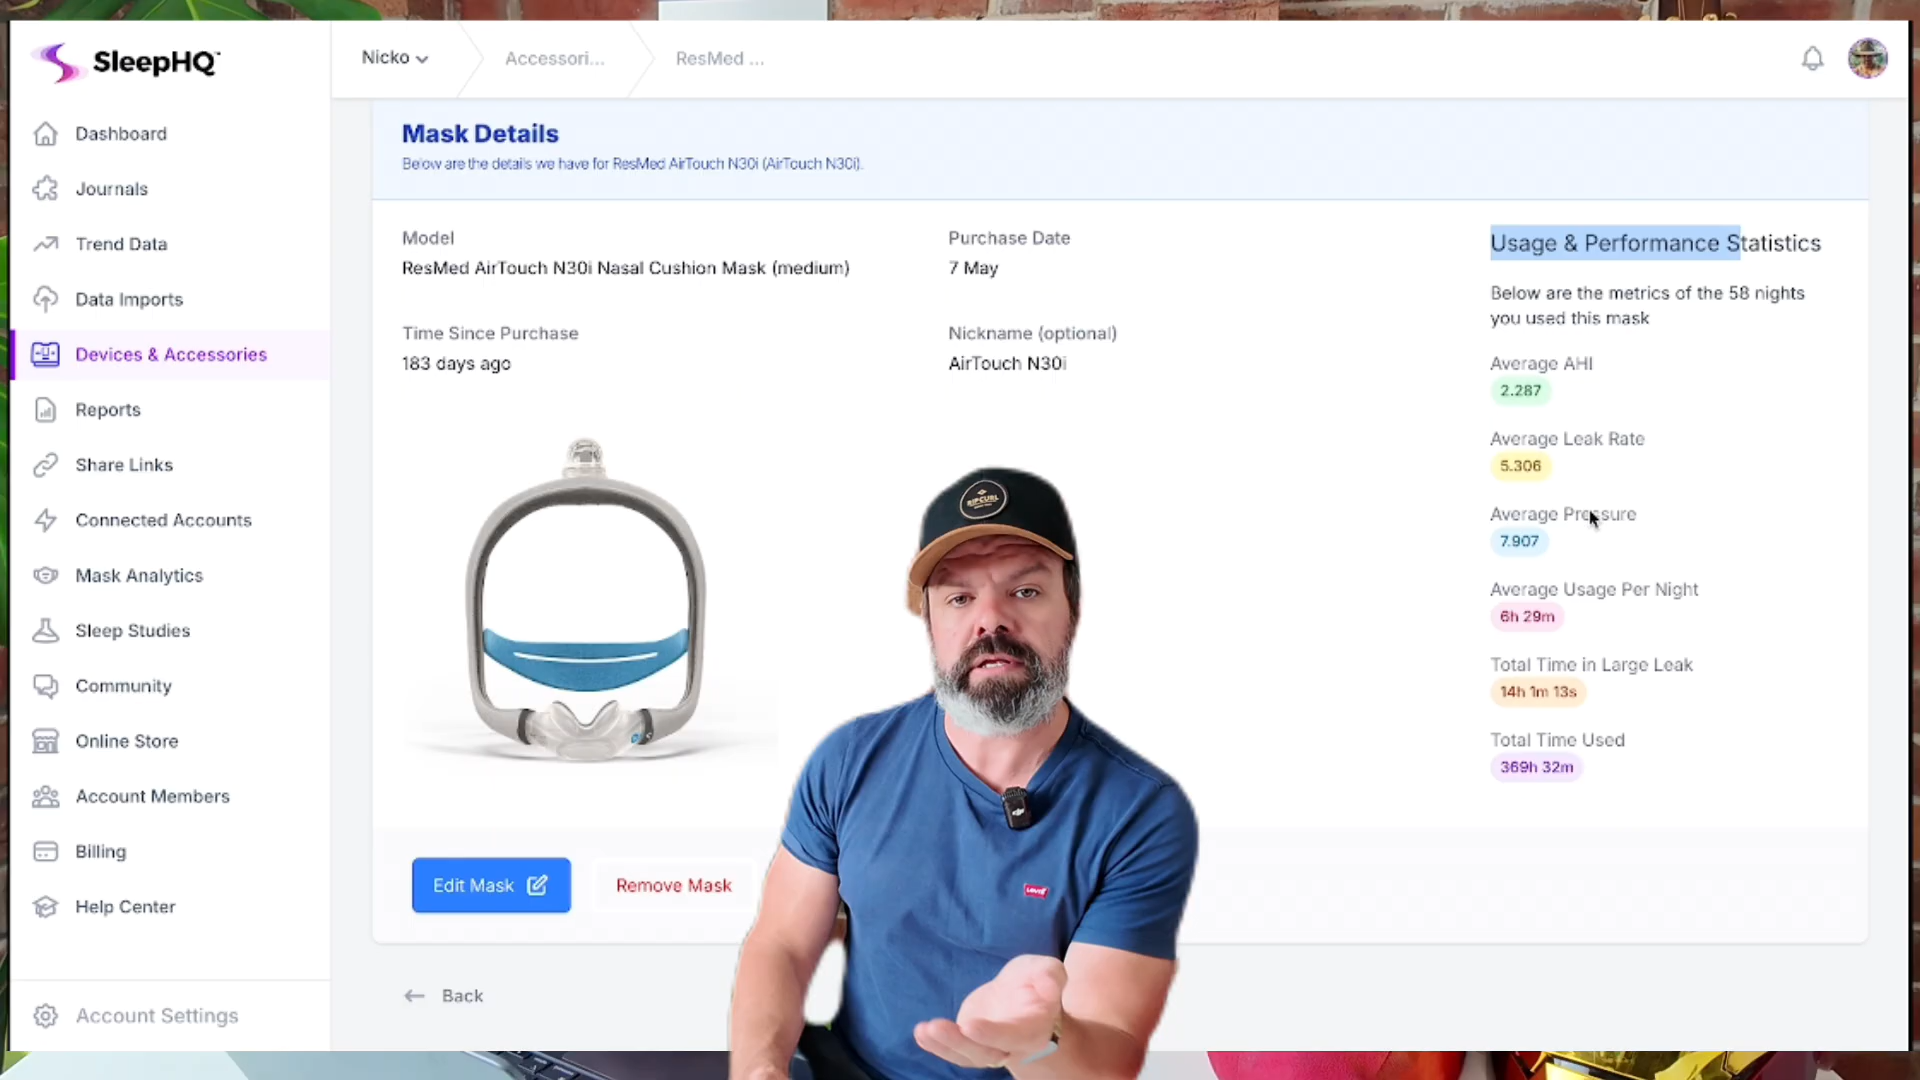 SleepHQ™
Nicko
Accessori...
ResMed ...
Dashboard
Journals
Trend Data
Data Imports
Devices & Accessories
Reports
Share Links
Connected Accounts
Mask Analytics
Sleep Studies
Community
Online Store
Account Members
Billing
Help Center
Account Settings
Mask Details
Below are the details we have for ResMed AirTouch N30i (AirTouch N30i).
Model
ResMed AirTouch N30i Nasal Cushion Mask (medium)
Purchase Date
7 May
Time Since Purchase
183 days ago
Nickname (optional)
AirTouch N30i
Usage & Performance Statistics
Below are the metrics of the 58 nights
you used this mask
Average AHI
2.287
Average Leak Rate
5.306
Average Pressure
7.907
Average Usage Per Night
6h 29m
Total Time in Large Leak
14h 1m 13s
Total Time Used
369h 32m
RIPCURL
Levi's
Edit Mask
Remove Mask
Back